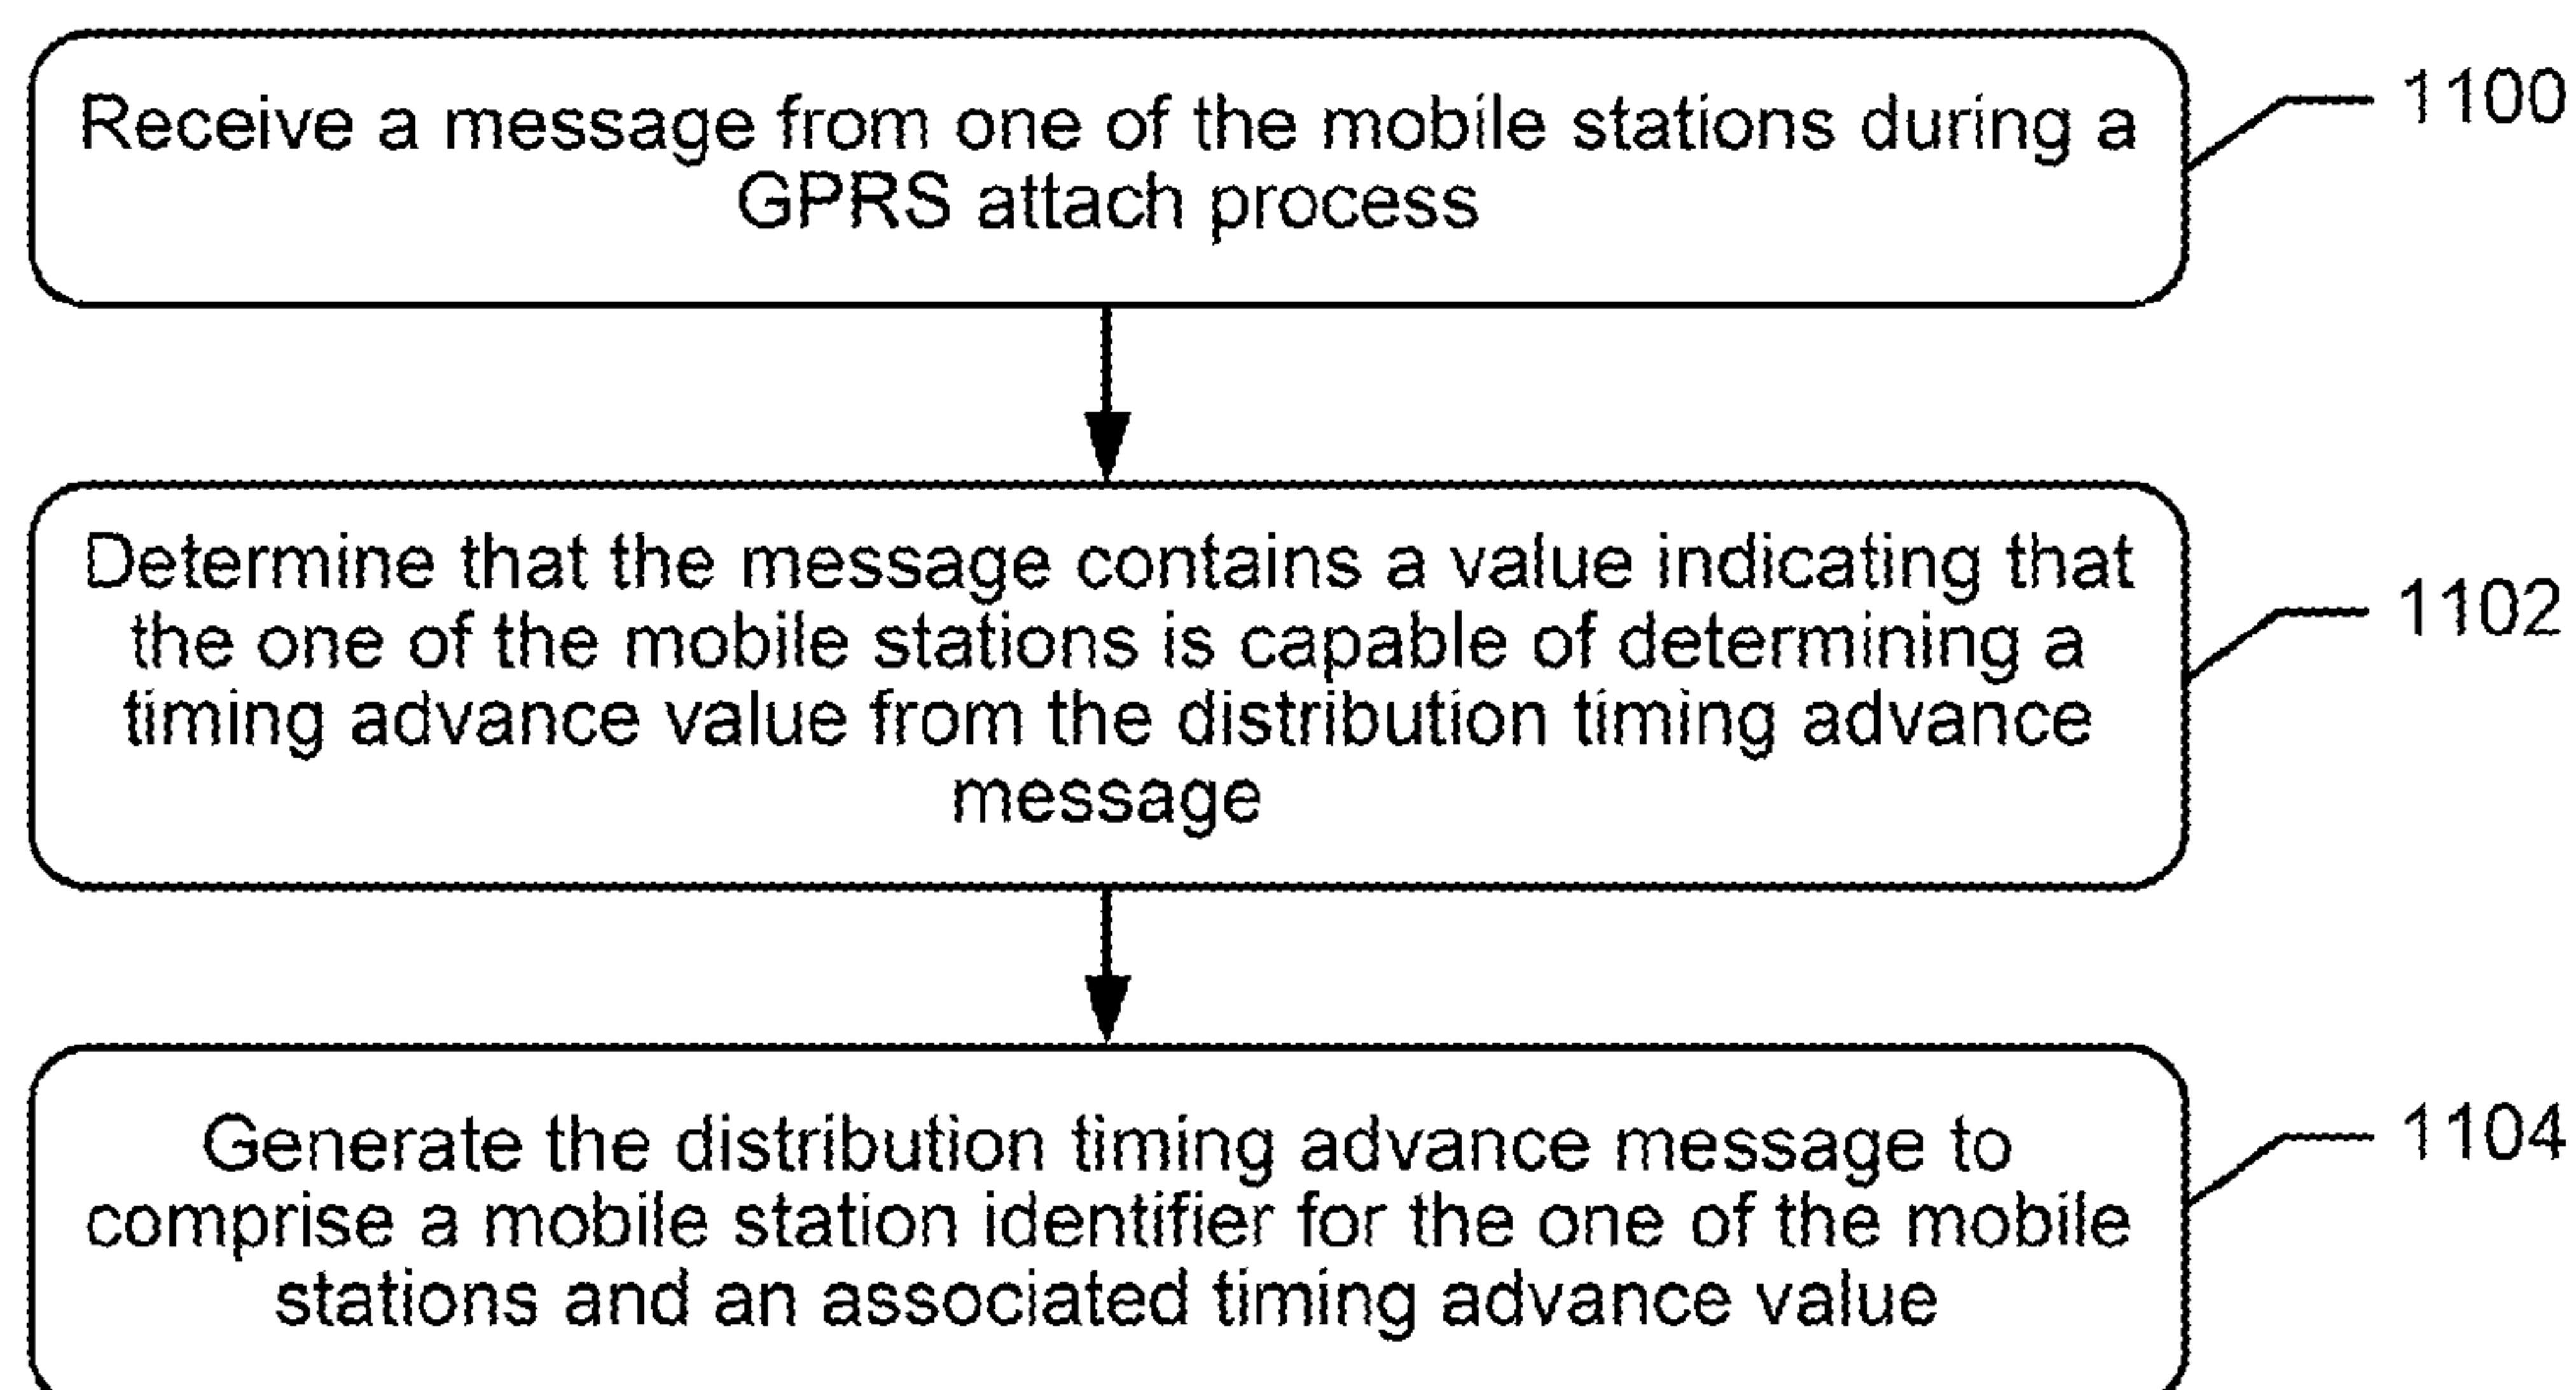 Receive a message from one of the mobile stations during a
GPRS attach process
1100
Determine that the message contains a value indicating that
the one of the mobile stations is capable of determining a
timing advance value from the distribution timing advance
message
1102
Generate the distribution timing advance message to
comprise a mobile station identifier for the one of the mobile
stations and an associated timing advance value
1104